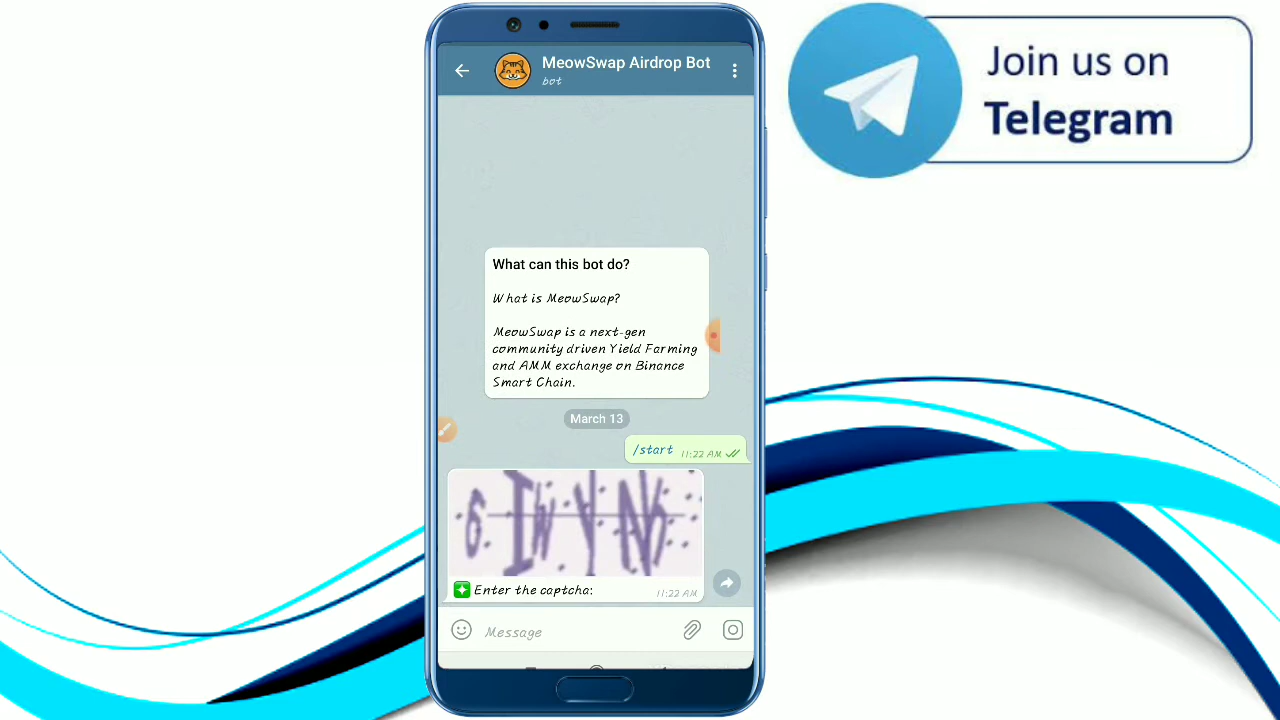 MeowSwap Airdrop Bot
bot
Join us on
Telegram
What can this bot do?
What is MeowSwap?
MeowSwap is a next-gen
community driven Yield Farming
and AMM exchange on Binance
Smart Chain.
March 13
/start 11:22 AM
Enter the captcha: 11:22 AM
Message